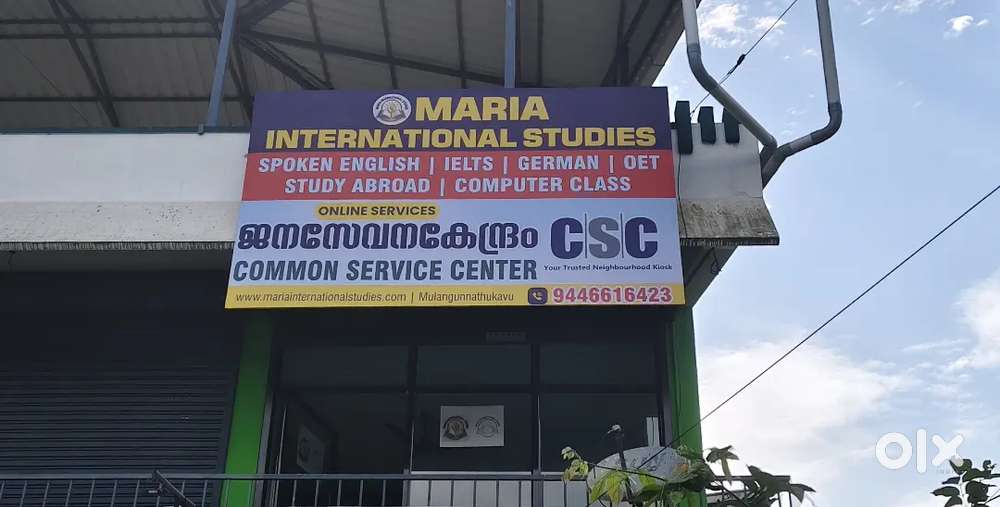 MARIA
INTERNATIONAL STUDIES
SPOKEN ENGLISH | IELTS | GERMAN | OET
STUDY ABROAD | COMPUTER CLASS
ONLINE SERVICES
ജനസേവനകേന്ദ്രം
COMMON SERVICE CENTER
CSC
Your Trusted Neighbourhood Kiosk
www.mariainternationalstudies.com | Mulangunnathukavu
9446616423
olx